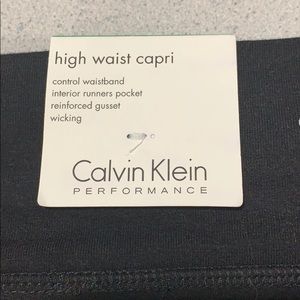 high waist capri
control waistband
interior runners pocket
reinforced gusset
wicking
Calvin Klein
PERFORMANCE